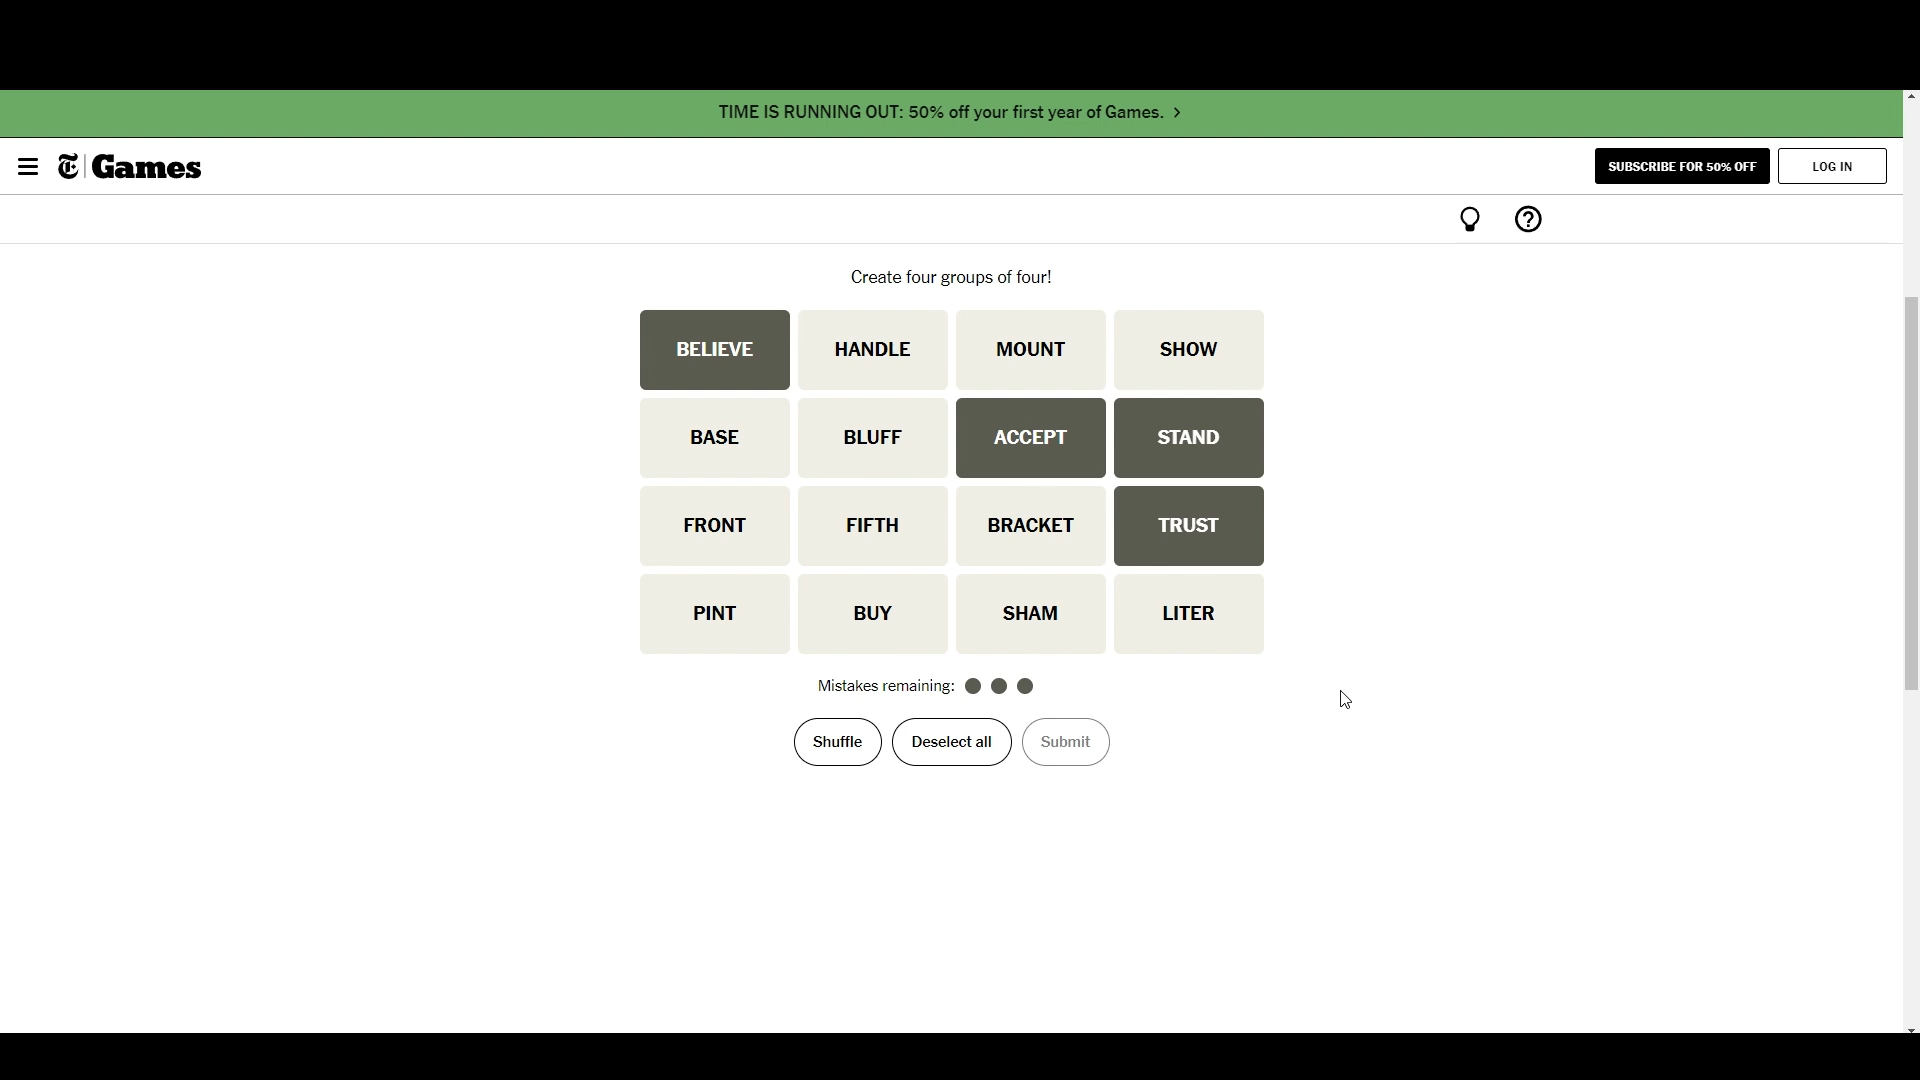 TIME IS RUNNING OUT: 50% off your first year of Games. >
Games
SUBSCRIBE FOR 50% OFF
LOG IN
Create four groups of four!
BELIEVE HANDLE MOUNT SHOW
BASE BLUFF ACCEPT STAND
FRONT FIFTH BRACKET TRUST
PINT BUY SHAM LITER
Mistakes remaining:
Shuffle Deselect all Submit